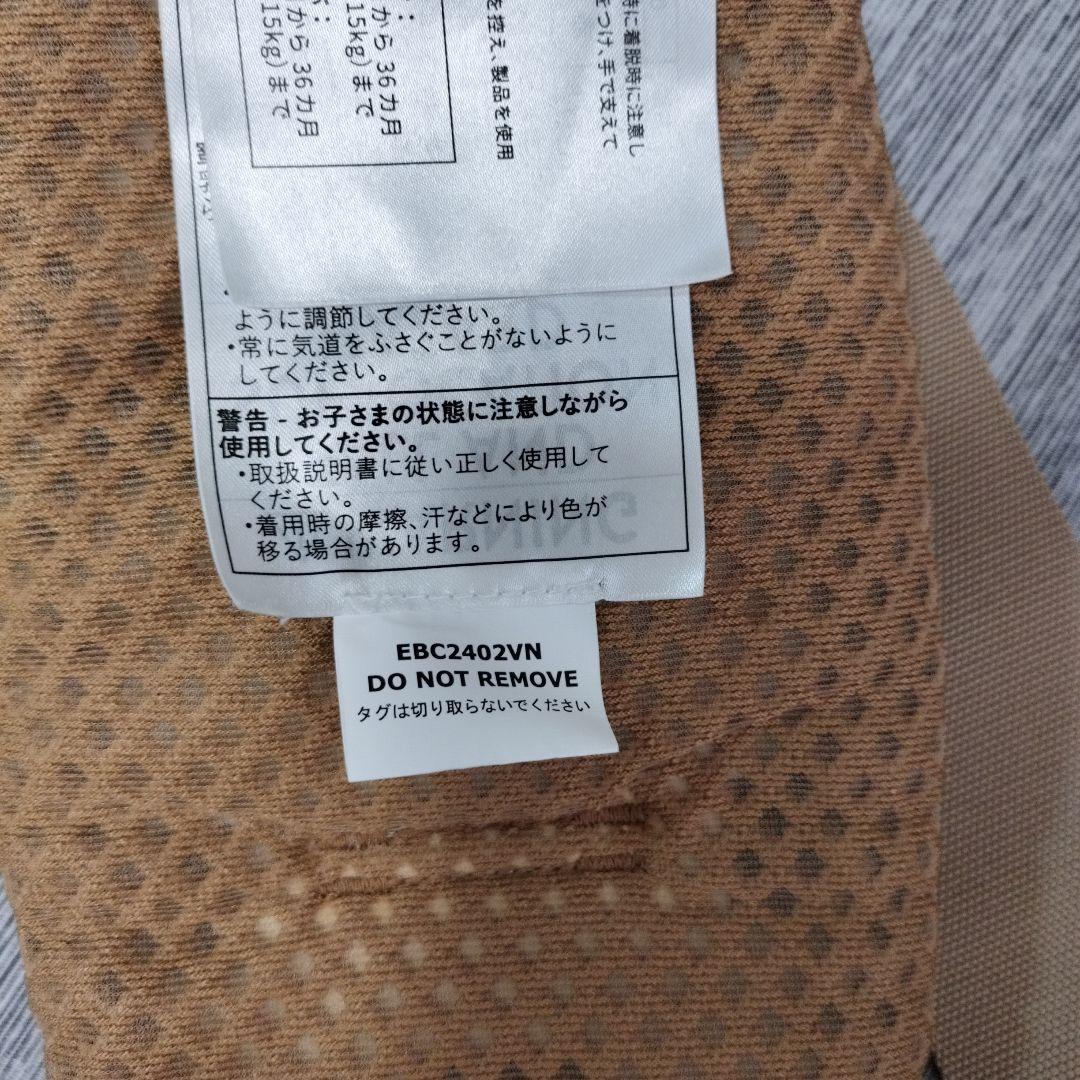 から36カ月
15kg)まで
から36カ月
15kg)まで
に着脱時に注意し
をつけ、手で支えて
を控え、製品を使用
ように調節してください。
・常に気道をふさぐことがないように
してください。
警告 - お子さまの状態に注意しながら
使用してください。
・取扱説明書に従い正しく使用して
ください。
・着用時の摩擦、汗などにより色が
移る場合があります。
EBC2402VN
DO NOT REMOVE
タグは切り取らないでください